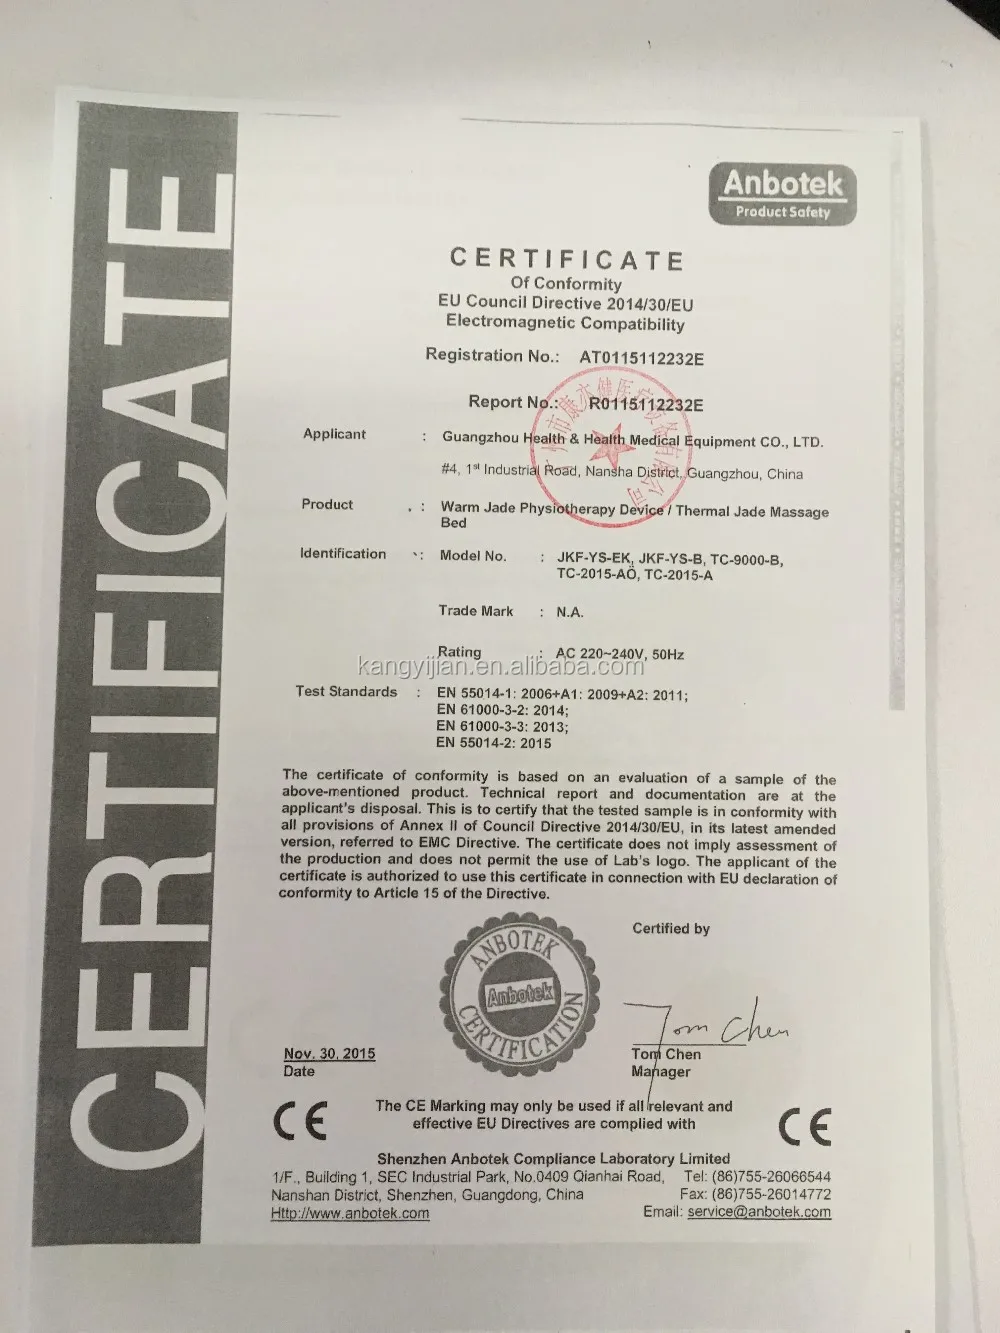 CERTIFICATE
Anbotek
Product Safety
CERTIFICATE
Of Conformity
EU Council Directive 2014/30/EU
Electromagnetic Compatibility
Registration No.: AT0115112232E
Report No.: R0115112232E
Applicant : Guangzhou Health & Health Medical Equipment CO., LTD.
#4, 1st Industrial Road, Nansha District, Guangzhou, China
Product : Warm Jade Physiotherapy Device / Thermal Jade Massage
Bed
Identification : Model No. : JKF-YS-EK, JKF-YS-B, TC-9000-B,
TC-2015-AÖ, TC-2015-A
Trade Mark : N.A.
Rating : AC 220~240V, 50Hz
kangyijian.en.alibaba.com
Test Standards : EN 55014-1: 2006+A1: 2009+A2: 2011;
EN 61000-3-2: 2014;
EN 61000-3-3: 2013;
EN 55014-2: 2015
The certificate of conformity is based on an evaluation of a sample of the
above-mentioned product. Technical report and documentation are at the
applicant's disposal. This is to certify that the tested sample is in conformity with
all provisions of Annex II of Council Directive 2014/30/EU, in its latest amended
version, referred to EMC Directive. The certificate does not imply assessment of
the production and does not permit the use of Lab's logo. The applicant of the
certificate is authorized to use this certificate in connection with EU declaration of
conformity to Article 15 of the Directive.
ANBOTEK
Anbotek
CERTIFICATION
Certified by
Tom Chen
Nov. 30, 2015
Date
Tom Chen
Manager
CE
The CE Marking may only be used if all relevant and
effective EU Directives are complied with
CE
Shenzhen Anbotek Compliance Laboratory Limited
1/F., Building 1, SEC Industrial Park, No.0409 Qianhai Road, Tel: (86)755-26066544
Nanshan District, Shenzhen, Guangdong, China Fax: (86)755-26014772
Http://www.anbotek.com Email: service@anbotek.com